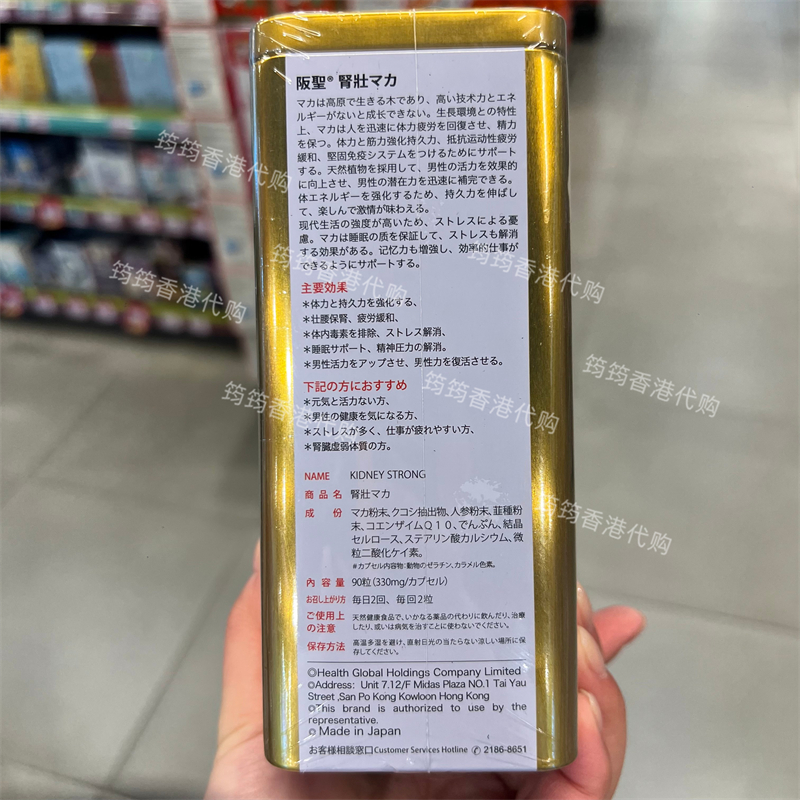 阪聖® 腎壯マカ
マカは高原で生きる木であり、高い技术力とエネ
ルギーがないと成长できない。生長環境との特性
上、マカは人を迅速に体力疲労を回復させ、精力
を保つ。体力と筋力強化持久力、抵抗运动性疲労
緩和、堅固免疫システムをつけるためにサポート
する。天然植物を採用して、男性の活力を効果的
に向上させ、男性の潜在力を迅速に補完できる。
体エネルギーを強化するため、持久力を伸ばし
て、楽しんで激情が味わえる。
現代生活の強度が高いため、ストレスによる憂
慮。マカは睡眠の质を保証して、ストレスも解消
する効果がある。记忆力も増強し、効率的仕事が
できるようにサポートする。
主要効果
＊体力と持久力を強化する、
＊壮腰保腎、疲労緩和、
＊体内毒素を排除、ストレス解消、
＊睡眠サポート、精神圧力の解消。
＊男性活力をアップさせ、男性力を復活させる。
下記の方におすすめ
＊元気と活力ない方、
＊男性の健康を気になる方、
＊ストレスが多く、仕事が疲れやすい方、
＊腎臓虚弱体質の方。
NAME KIDNEY STRONG
商品名 腎壯マカ
成份 マカ粉末、クコシ抽出物、人参粉末、韮種粉
末、コエンザイムＱ１０、でんぷん、結晶
セルロース、ステアリン酸カルシウム、微
粒二酸化ケイ素。
#カプセル内容物：動物のゼラチン、カラメル色素。
内容量 90粒（330mg/カプセル）
お召し上がり方 毎日2回、毎回2粒
ご使用上 天然健康食品で、いかなる薬品の代わりに飲んだり、治療
の注意 したり、或いは病気を治すことに使わないでください。
保存方法 高温多湿を避け、直射日光の当たらない涼しい場所に保
存してください。
◎Health Global Holdings Company Limited
◎Address: Unit 7.12/F Midas Plaza NO.1 Tai Yau
Street ,San Po Kong Kowloon Hong Kong
◎This brand is authorized to use by the
representative.
◎Made in Japan
お客様相談窓口Customer Services Hotline ✆ 2186-8651
筠筠香港代购
筠筠香港代购
筠筠香港代购
筠筠香港代购
筠筠香港代购
筠筠香港代购
筠筠香港代购
筠筠香港代购